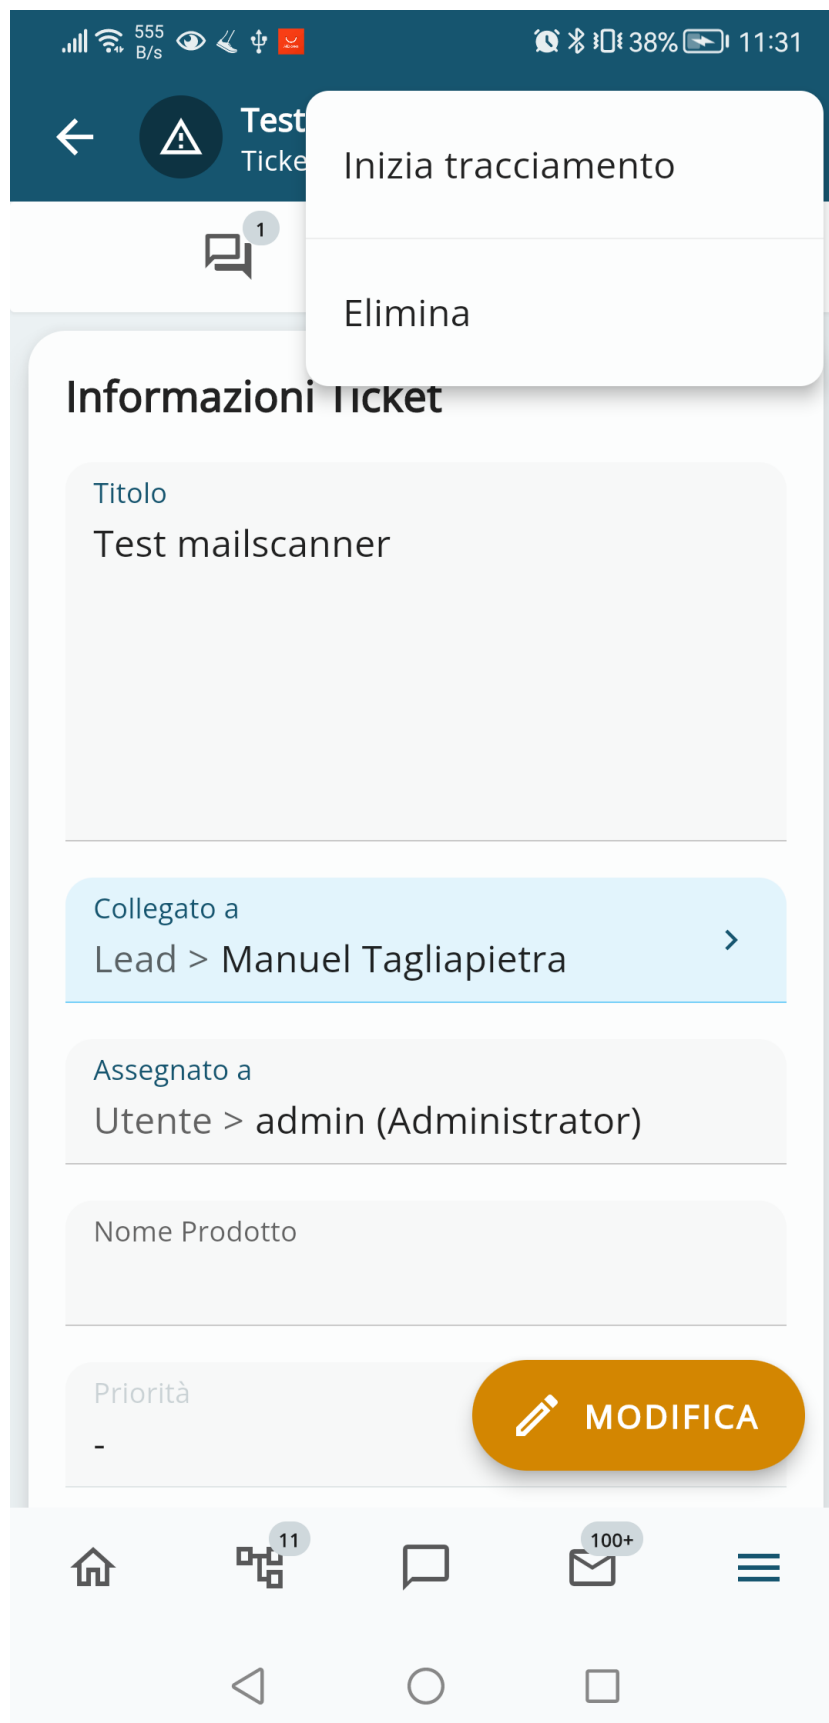 555 B/s 38% 11:31
Test
Ticke
Inizia tracciamento
1
Elimina
Informazioni Ticket
Titolo
Test mailscanner
Collegato a
Lead > Manuel Tagliapietra
Assegnato a
Utente > admin (Administrator)
Nome Prodotto
Priorità
-
MODIFICA
11
100+